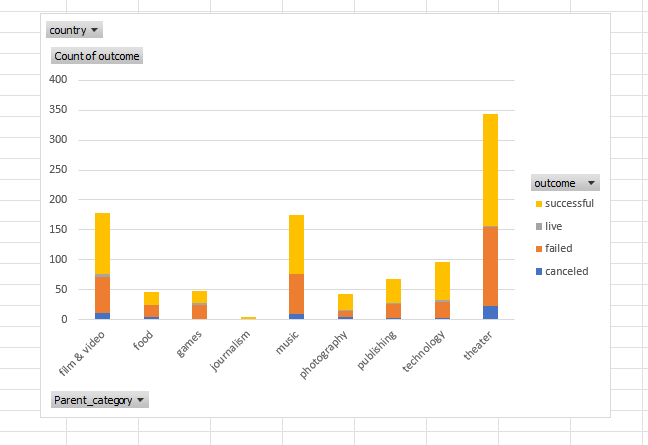 country
Count of outcome
400
350
300
250
200
150
100
50
0
film & video
food
games
journalism
music
photography
publishing
technology
theater
outcome
successful
live
failed
canceled
Parent_category